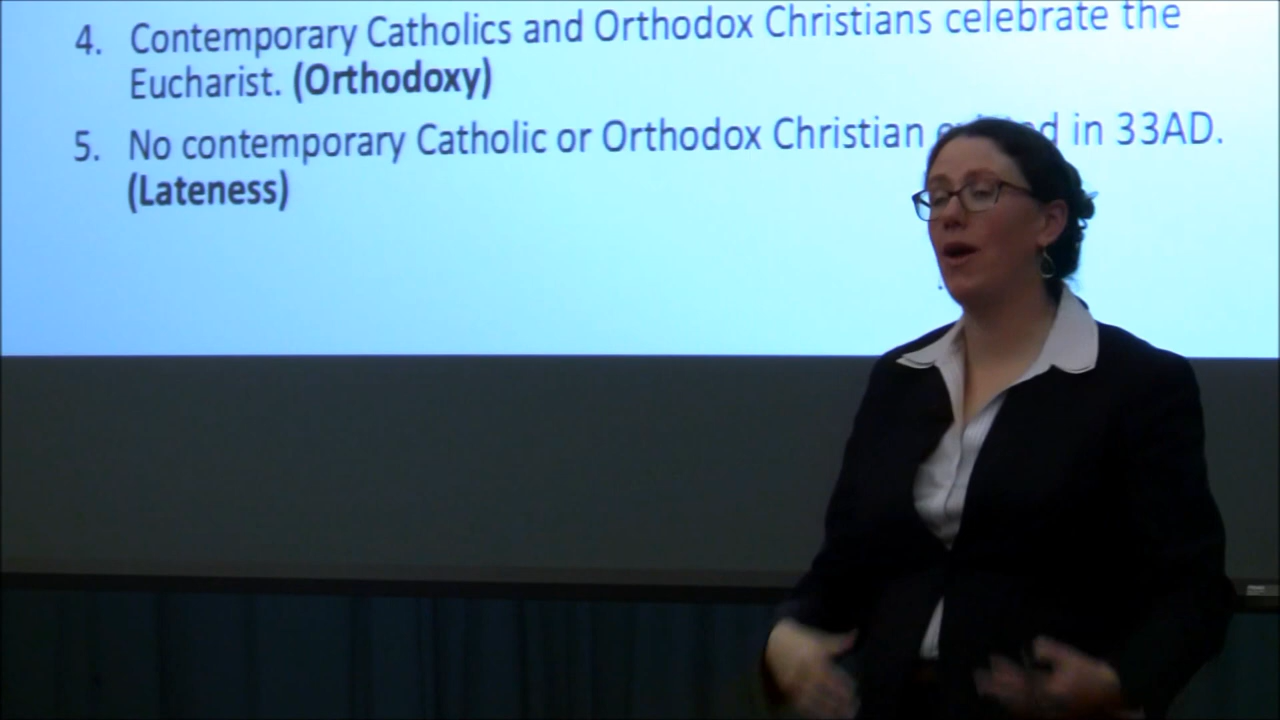 4. Contemporary Catholics and Orthodox Christians celebrate the
Eucharist. (Orthodoxy)
5. No contemporary Catholic or Orthodox Christian in 33AD.
(Lateness)